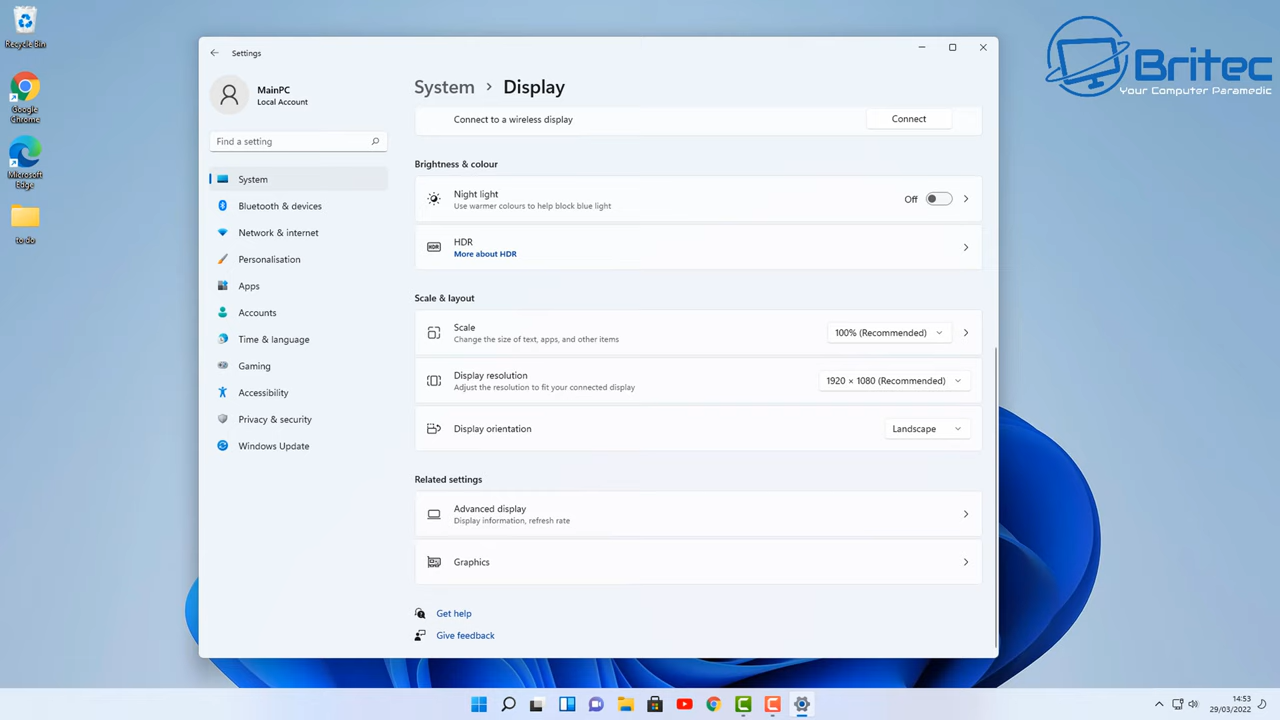 Recycle Bin
Google
Chrome
Microsoft
Edge
to do
Britec
Your Computer Paramedic
Settings
MainPC
Local Account
Find a setting
System
Bluetooth & devices
Network & internet
Personalisation
Apps
Accounts
Time & language
Gaming
Accessibility
Privacy & security
Windows Update
System > Display
Connect to a wireless display
Connect
Brightness & colour
Night light
Use warmer colours to help block blue light
Off
HDR
HDR
More about HDR
Scale & layout
Scale
Change the size of text, apps, and other items
100% (Recommended)
Display resolution
Adjust the resolution to fit your connected display
1920 × 1080 (Recommended)
Display orientation
Landscape
Related settings
Advanced display
Display information, refresh rate
Graphics
Get help
Give feedback
14:53
29/03/2022